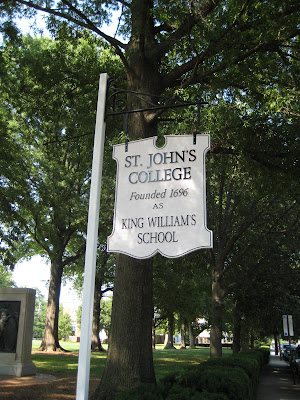 ST. JOHN'S
COLLEGE
Founded 1696
AS
KING WILLIAM'S
SCHOOL